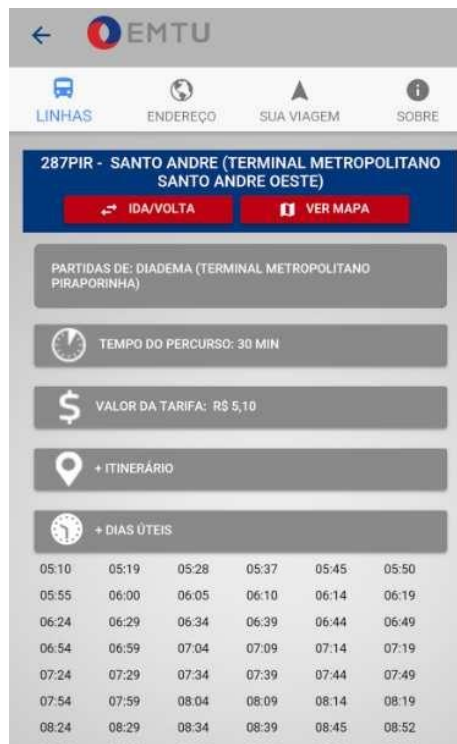 EMTU
LINHAS ENDEREÇO SUA VIAGEM SOBRE
287PIR - SANTO ANDRE (TERMINAL METROPOLITANO
SANTO ANDRE OESTE)
IDA/VOLTA VER MAPA
PARTIDAS DE: DIADEMA (TERMINAL METROPOLITANO
PIRAPORINHA)
TEMPO DO PERCURSO: 30 MIN
VALOR DA TARIFA: R$ 5,10
+ ITINERÁRIO
+ DIAS ÚTEIS
05:10 05:19 05:28 05:37 05:45 05:50
05:55 06:00 06:05 06:10 06:14 06:19
06:24 06:29 06:34 06:39 06:44 06:49
06:54 06:59 07:04 07:09 07:14 07:19
07:24 07:29 07:34 07:39 07:44 07:49
07:54 07:59 08:04 08:09 08:14 08:19
08:24 08:29 08:34 08:39 08:45 08:52